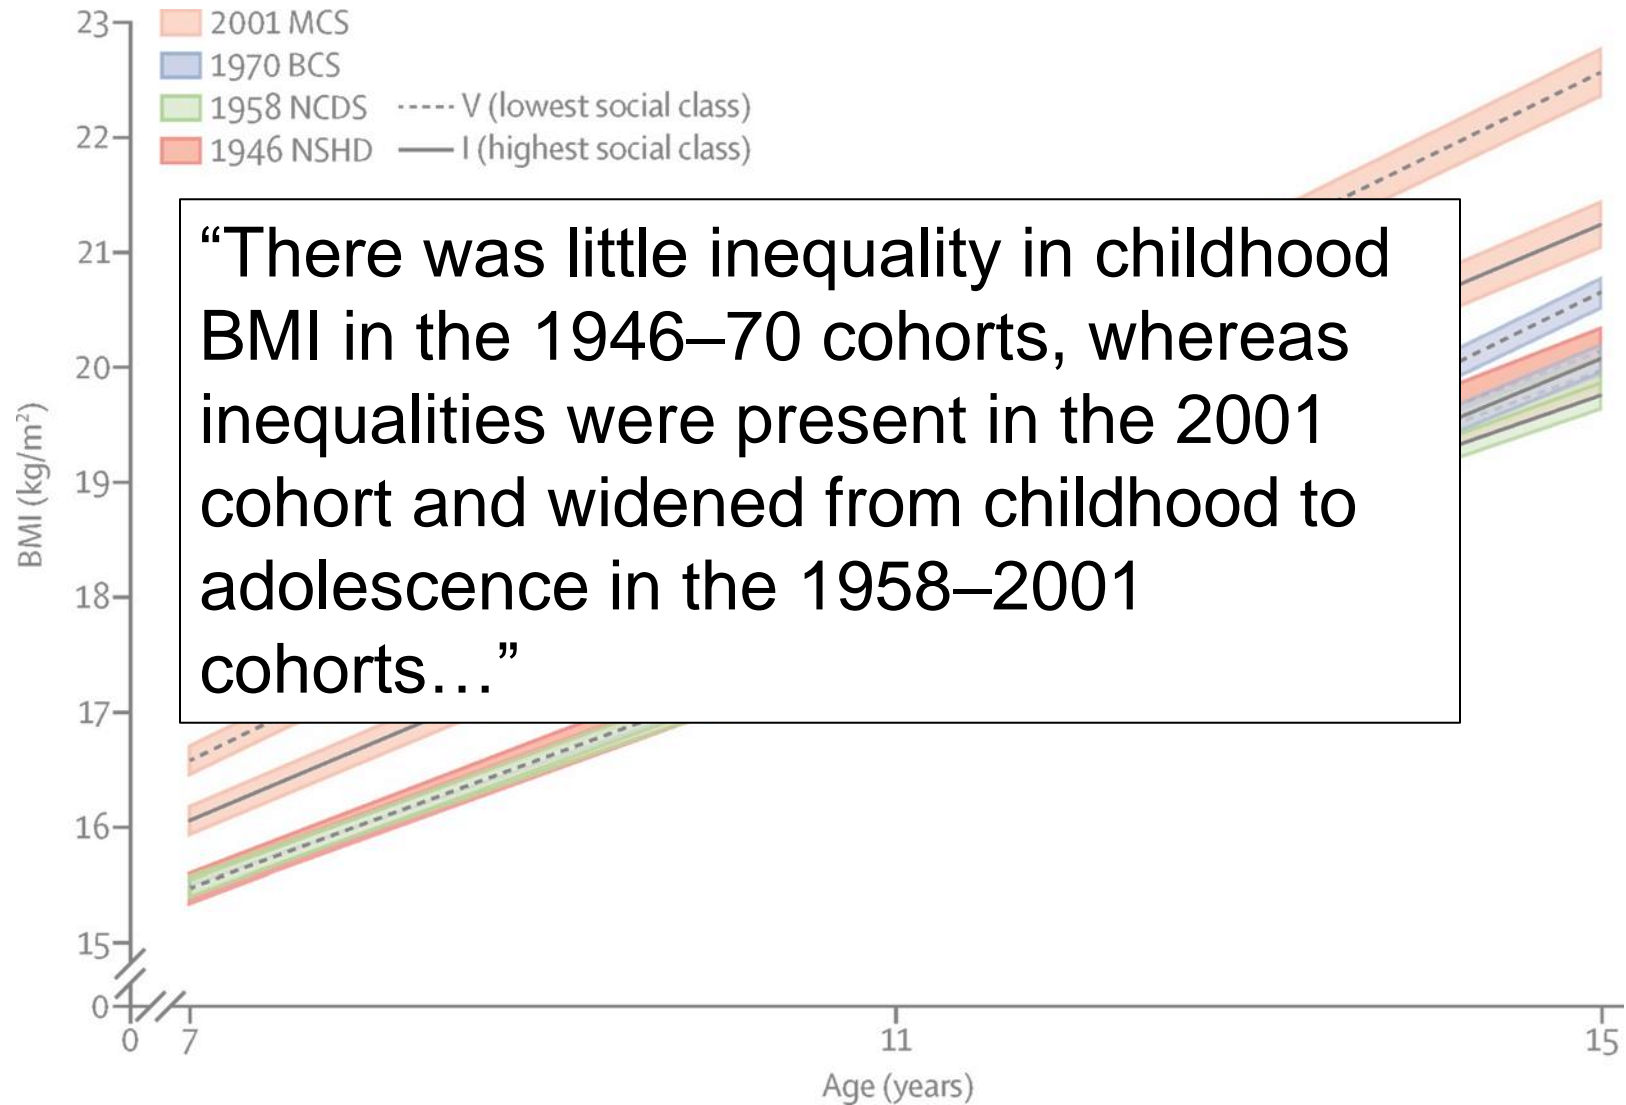 23
2001 MCS
1970 BCS
1958 NCDS
V (lowest social class)
1946 NSHD
I (highest social class)
22
21
20
19
18
17
16
15
0
BMI (kg/m²)
“There was little inequality in childhood
BMI in the 1946–70 cohorts, whereas
inequalities were present in the 2001
cohort and widened from childhood to
adolescence in the 1958–2001
cohorts…”
0
7
11
15
Age (years)